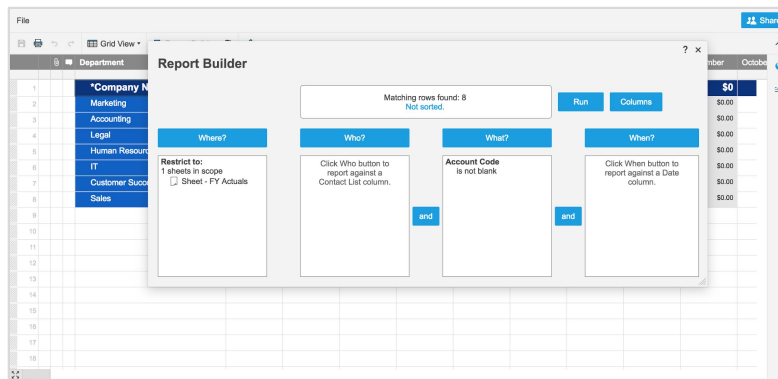 File
Share
Grid View
? ×
Report Builder
Department
Octobe
Matching rows found: 8
Not sorted.
Run
Columns
1
*Company N
$0
2
Marketing
$0.00
3
Accounting
$0.00
4
Legal
$0.00
5
Human Resourc
$0.00
6
IT
$0.00
7
Customer Succe
$0.00
8
Sales
$0.00
9
10
11
12
13
14
15
16
17
18
Where?
Who?
What?
When?
Restrict to:
1 sheets in scope
Sheet - FY Actuals
Click Who button to
report against a
Contact List column.
and
Account Code
is not blank
and
Click When button to
report against a Date
column.